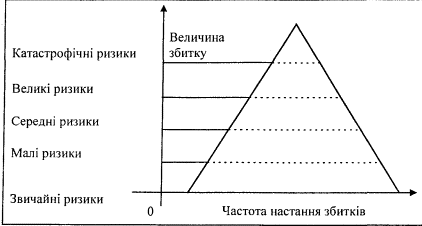 Величина
збитку
Катастрофічні ризики
Великі ризики
Середні ризики
Малі ризики
Звичайні ризики
0
Частота настання збитків